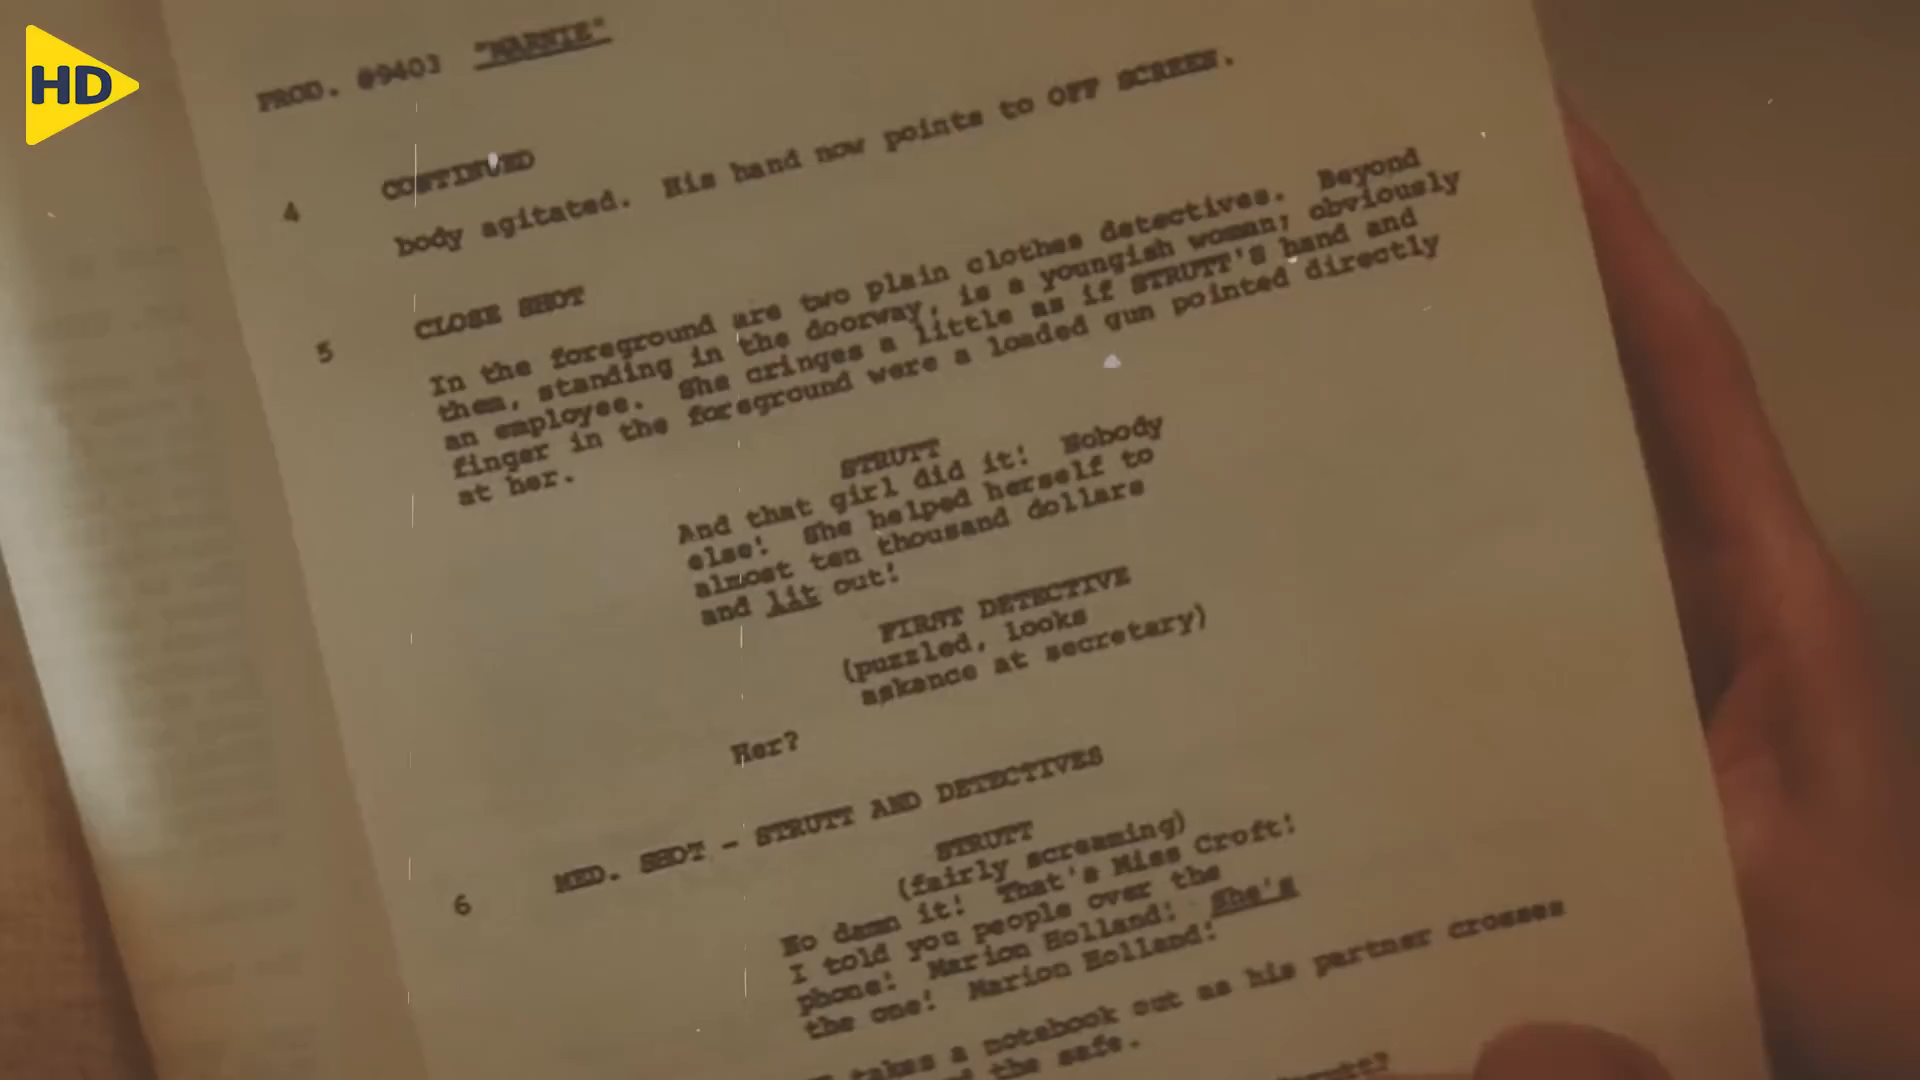 HD
PROD. #9403 "MARNIE"
4 CONTINUED
body agitated. His hand now points to OFF SCREEN.
5 CLOSE SHOT
In the foreground are two plain clothes detectives. Beyond
them, standing in the doorway, is a youngish woman; obviously
an employee. She cringes a little as if STRUTT'S hand and
finger in the foreground were a loaded gun pointed directly
at her.
STRUTT
And that girl did it! Nobody
else! She helped herself to
almost ten thousand dollars
and lit out!
FIRST DETECTIVE
(puzzled, looks
askance at secretary)
Her?
6 MED. SHOT - STRUTT AND DETECTIVES
STRUTT
(fairly screaming)
No damn it! That's Miss Croft!
I told you people over the
phone! Marion Holland! She's
the one! Marion Holland!
takes a notebook out as his partner crosses
the safe.